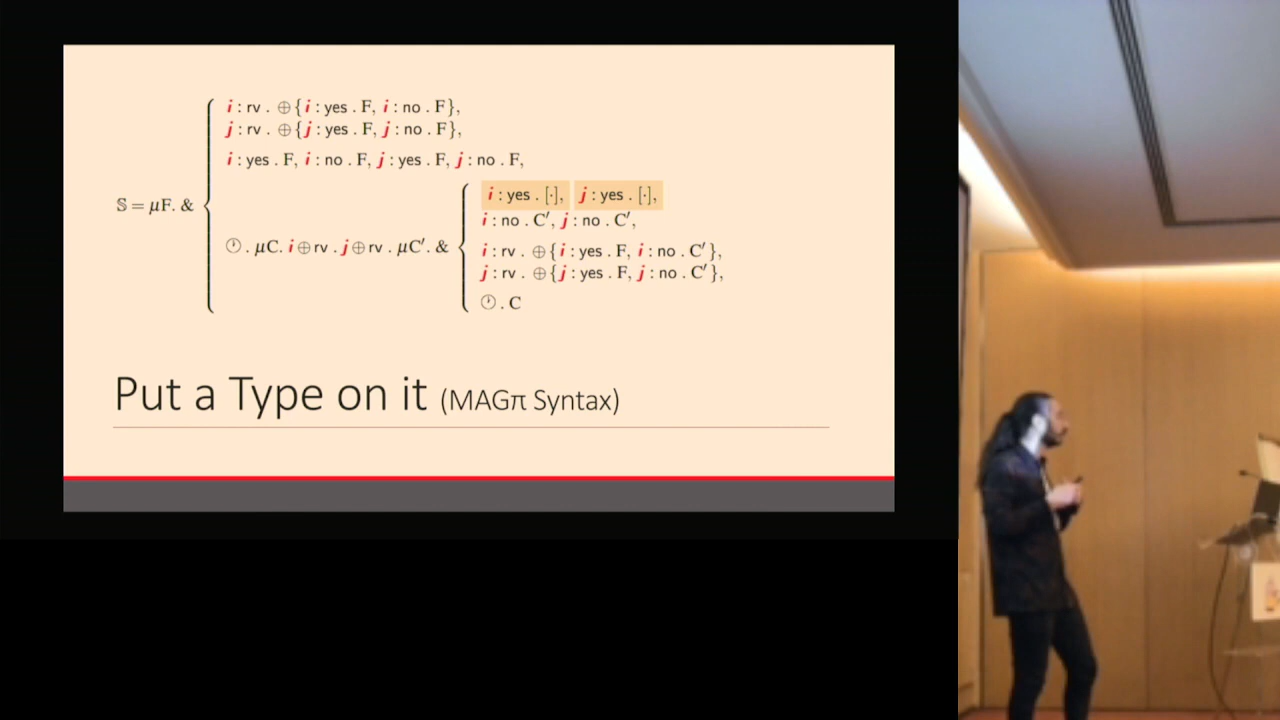 i : rv . ⊕{i : yes . F, i : no . F},
j : rv . ⊕{j : yes . F, j : no . F},
i : yes . F, i : no . F, j : yes . F, j : no . F,
𝕊 = μF. &
🕐 . μC. i ⊕ rv . j ⊕ rv . μC′. &
i : yes . [·], j : yes . [·],
i : no . C′, j : no . C′,
i : rv . ⊕{i : yes . F, i : no . C′},
j : rv . ⊕{j : yes . F, j : no . C′},
🕐 . C
Put a Type on it (MAGπ Syntax)